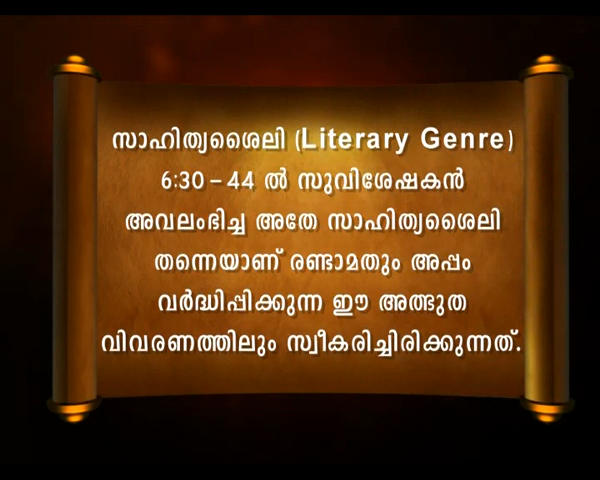 സാഹിത്യശൈലി (Literary Genre)
6:30 – 44 ൽ സുവിശേഷകൻ
അവലംഭിച്ച അതേ സാഹിത്യശൈലി
തന്നെയാണ് രണ്ടാമതും അപ്പം
വർദ്ധിപ്പിക്കുന്ന ഈ അത്ഭുത
വിവരണത്തിലും സ്വീകരിച്ചിരിക്കുന്നത്.